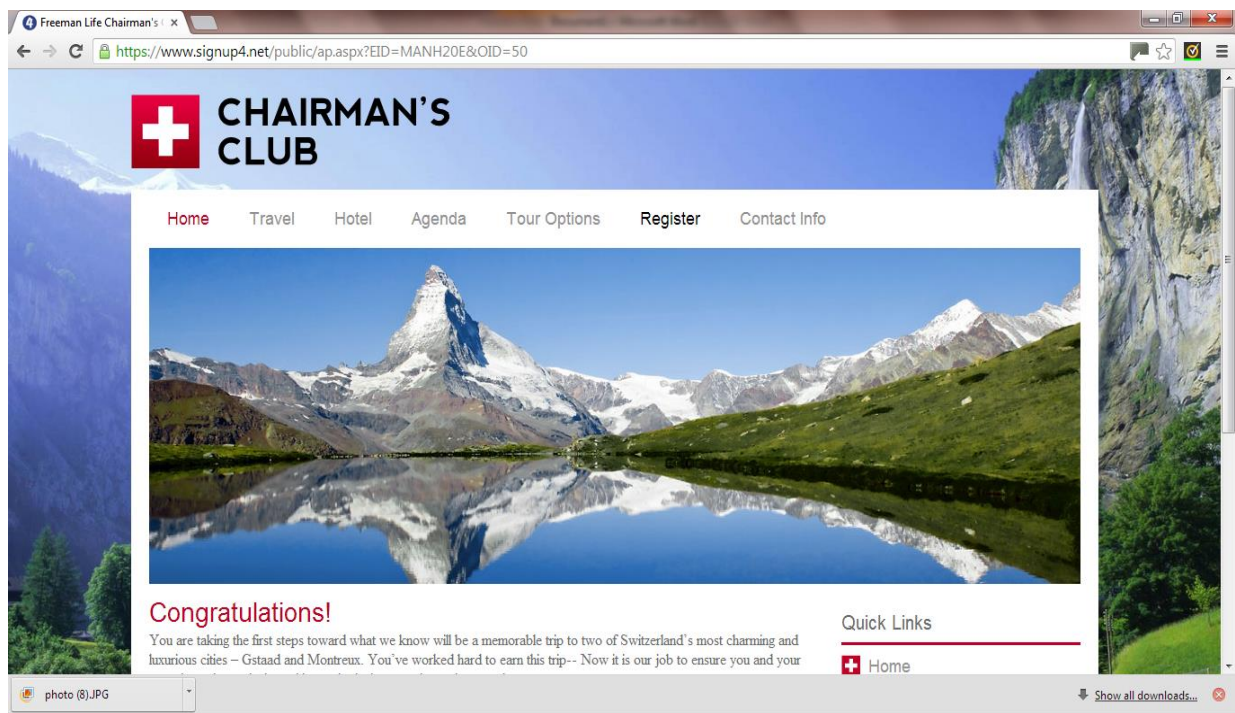 Freeman Life Chairman's
https://www.signup4.net/public/ap.aspx?EID=MANH20E&OID=50
CHAIRMAN'S
CLUB
Home Travel Hotel Agenda Tour Options Register Contact Info
Congratulations!
You are taking the first steps toward what we know will be a memorable trip to two of Switzerland's most charming and
luxurious cities – Gstaad and Montreux. You've worked hard to earn this trip-- Now it is our job to ensure you and your
Quick Links
Home
photo (8).JPG
Show all downloads...